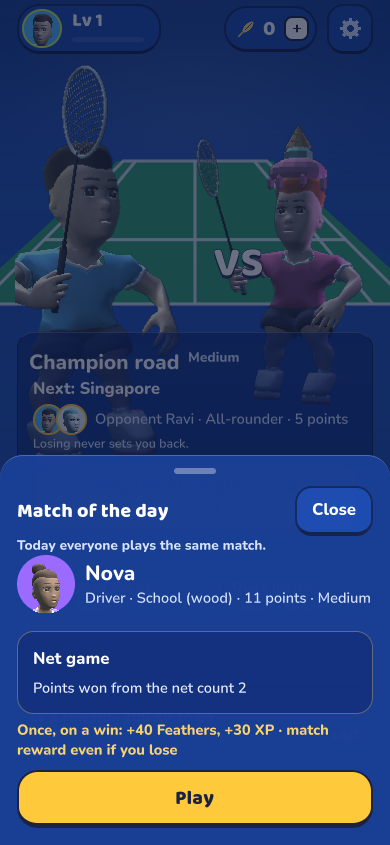 Lv 1
0
+
VS
Champion road Medium
Next: Singapore
Opponent Ravi · All-rounder · 5 points
Losing never sets you back.
Match of the day
Close
Today everyone plays the same match.
Nova
Driver · School (wood) · 11 points · Medium
Net game
Points won from the net count 2
Once, on a win: +40 Feathers, +30 XP · match
reward even if you lose
Play